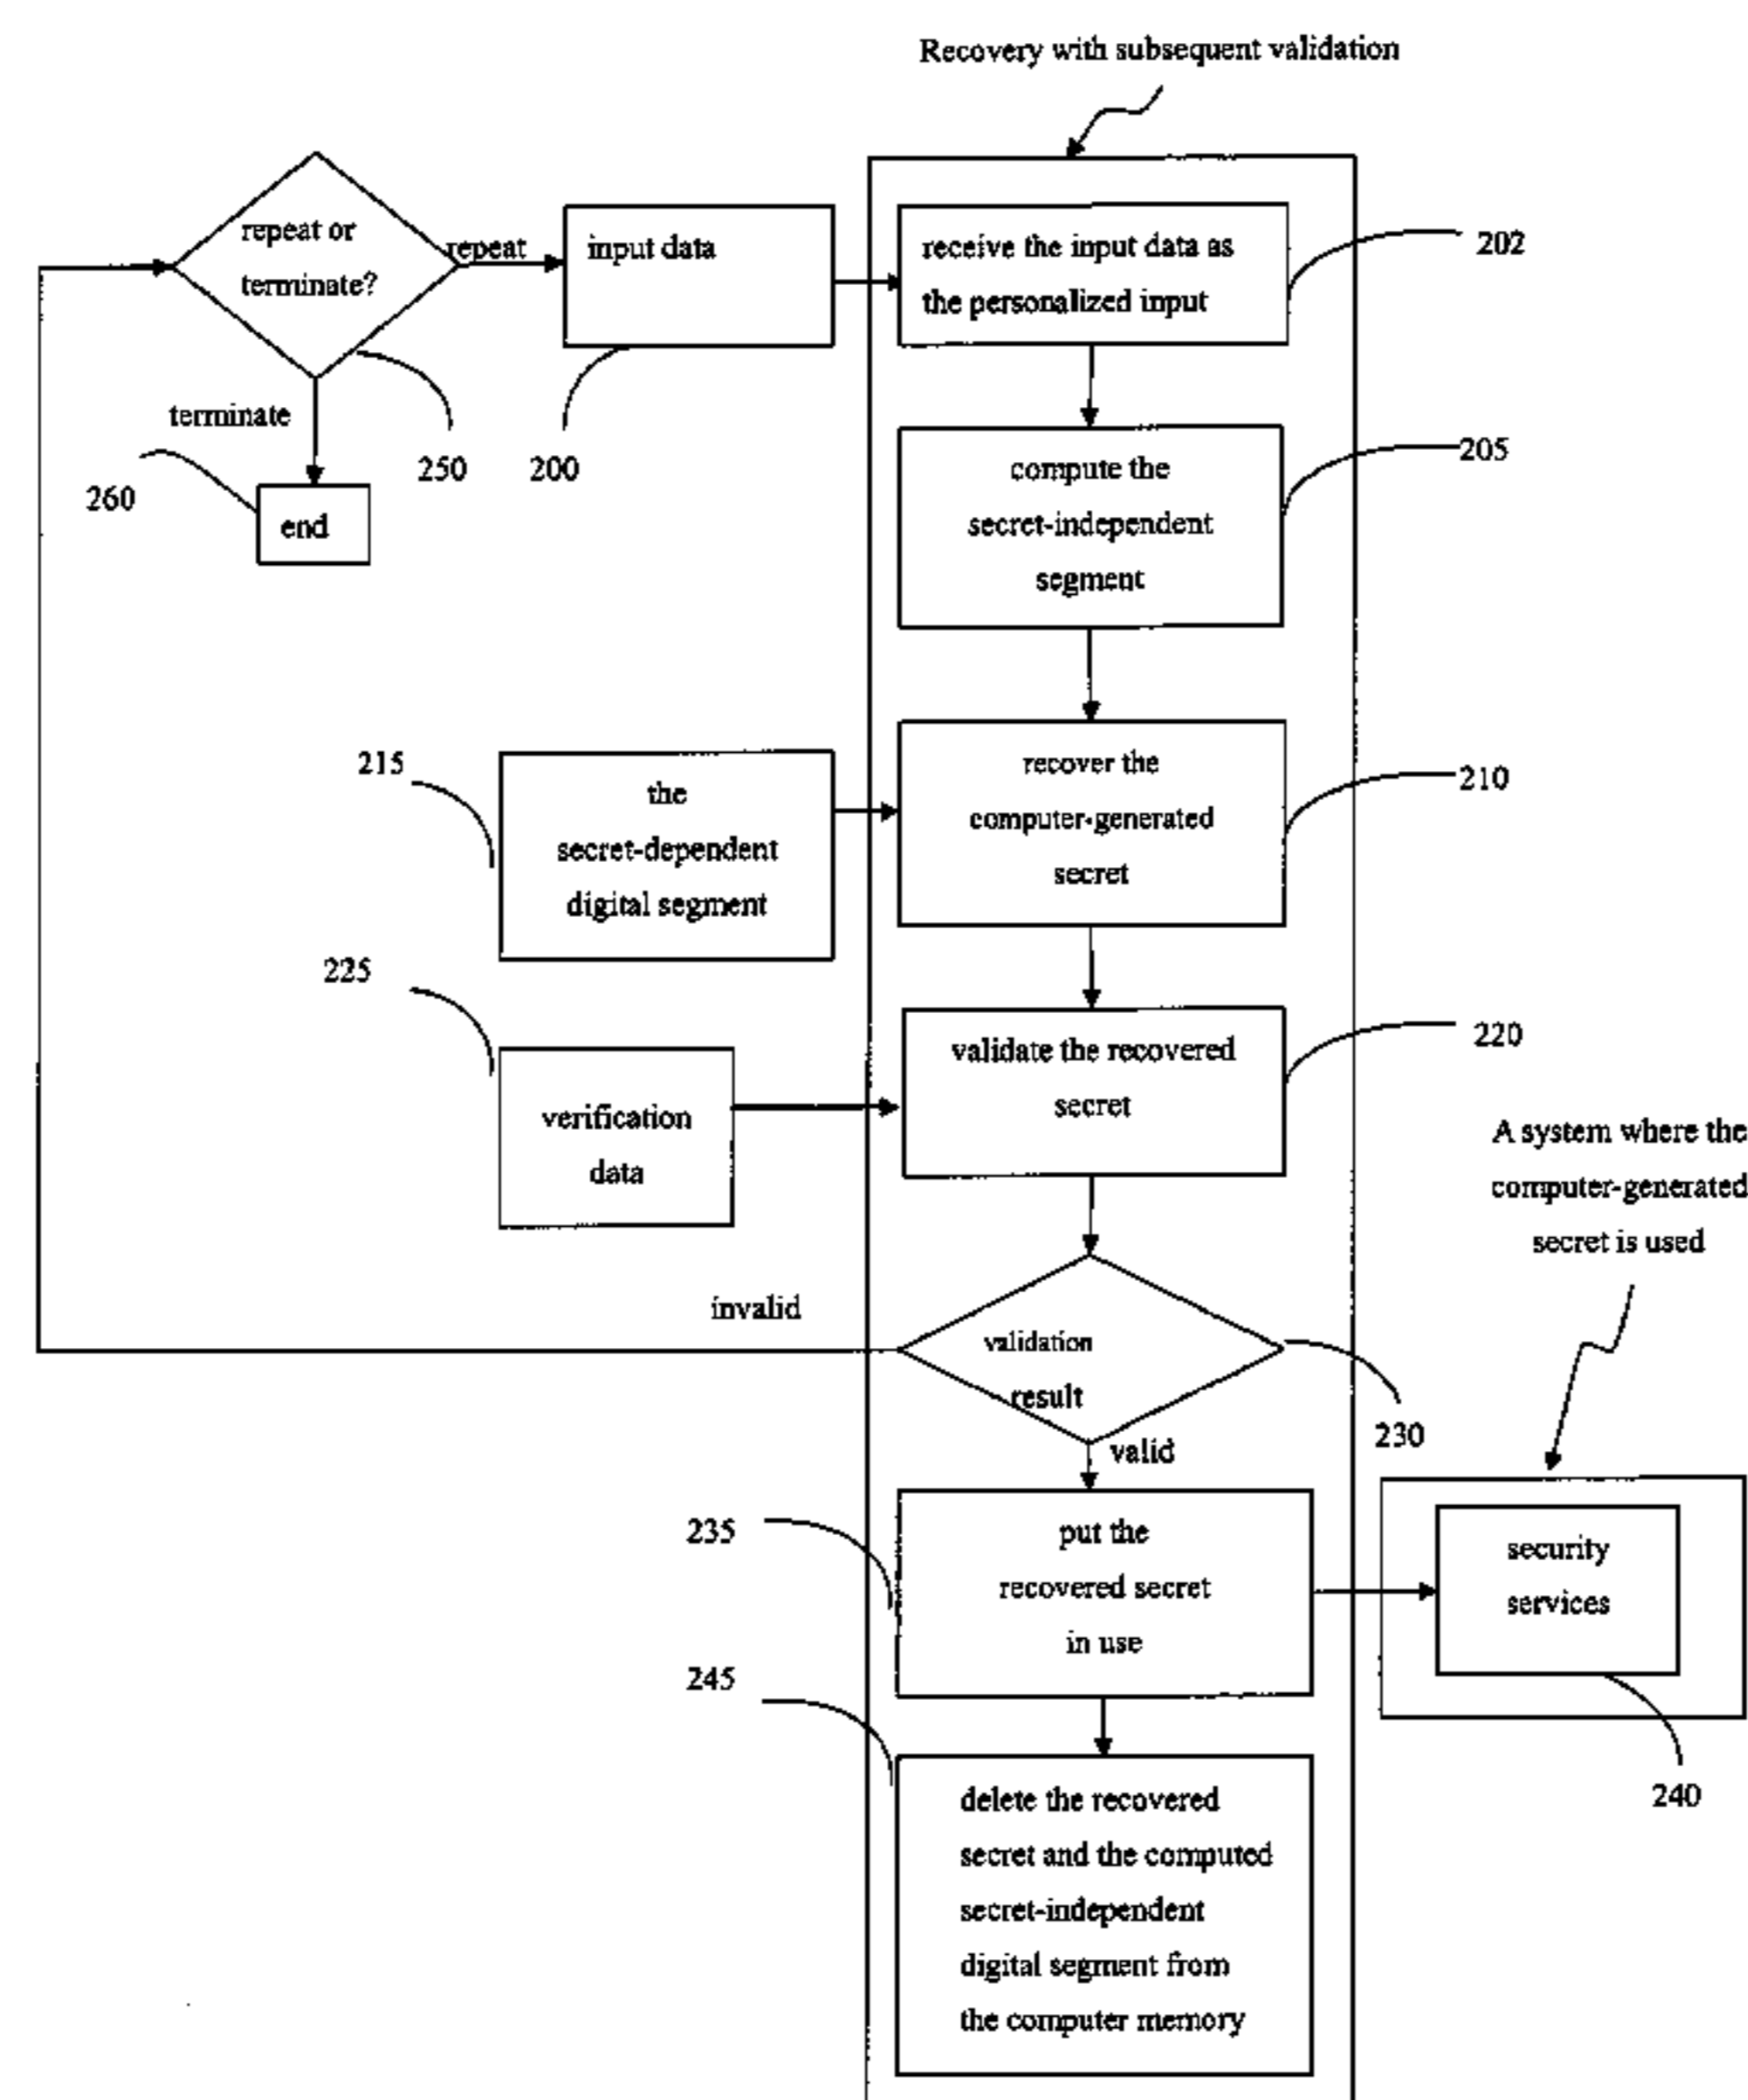 Recovery with subsequent validation
repeat or
terminate?
repeat
input data
receive the input data as
the personalized input
202
terminate
250
200
260
end
compute the
secret-independent
segment
205
215
the
secret-dependent
digital segment
recover the
computer-generated
secret
210
225
verification
data
validate the recovered
secret
220
A system where the
computer-generated
secret is used
invalid
validation
result
230
valid
235
put the
recovered secret
in use
security
services
240
245
delete the recovered
secret and the computed
secret-independent
digital segment from
the computer memory